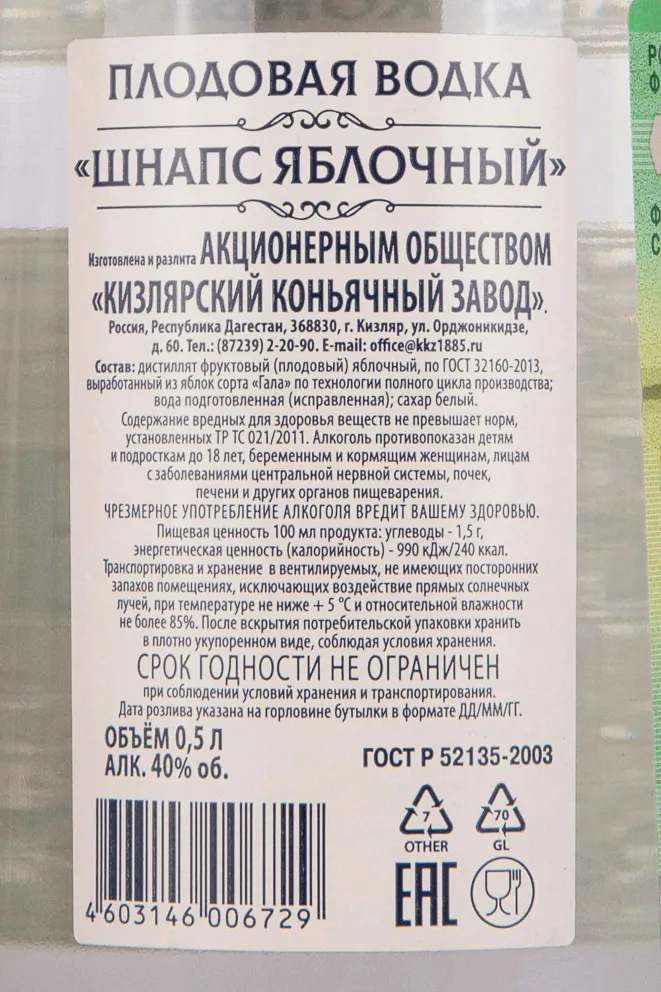 ПЛОДОВАЯ ВОДКА
«ШНАПС ЯБЛОЧНЫЙ»
Изготовлена и разлита АКЦИОНЕРНЫМ ОБЩЕСТВОМ
«КИЗЛЯРСКИЙ КОНЬЯЧНЫЙ ЗАВОД».
Россия, Республика Дагестан, 368830, г. Кизляр, ул. Орджоникидзе,
д. 60. Тел.: (87239) 2-20-90. E-mail: office@kkz1885.ru
Состав: дистиллят фруктовый (плодовый) яблочный, по ГОСТ 32160-2013,
выработанный из яблок сорта «Гала» по технологии полного цикла производства;
вода подготовленная (исправленная); сахар белый.
Содержание вредных для здоровья веществ не превышает норм,
установленных ТР ТС 021/2011. Алкоголь противопоказан детям
и подросткам до 18 лет, беременным и кормящим женщинам, лицам
с заболеваниями центральной нервной системы, почек,
печени и других органов пищеварения.
ЧРЕЗМЕРНОЕ УПОТРЕБЛЕНИЕ АЛКОГОЛЯ ВРЕДИТ ВАШЕМУ ЗДОРОВЬЮ.
Пищевая ценность 100 мл продукта: углеводы - 1,5 г,
энергетическая ценность (калорийность) - 990 кДж/240 ккал.
Транспортировка и хранение в вентилируемых, не имеющих посторонних
запахов помещениях, исключающих воздействие прямых солнечных
лучей, при температуре не ниже + 5 °С и относительной влажности
не более 85%. После вскрытия потребительской упаковки хранить
в плотно укупоренном виде, соблюдая условия хранения.
СРОК ГОДНОСТИ НЕ ОГРАНИЧЕН
при соблюдении условий хранения и транспортирования.
Дата розлива указана на горловине бутылки в формате ДД/ММ/ГГ.
ОБЪЁМ 0,5 Л
АЛК. 40% об.
ГОСТ Р 52135-2003
7 70
OTHER GL
EAC
4 603146 006729